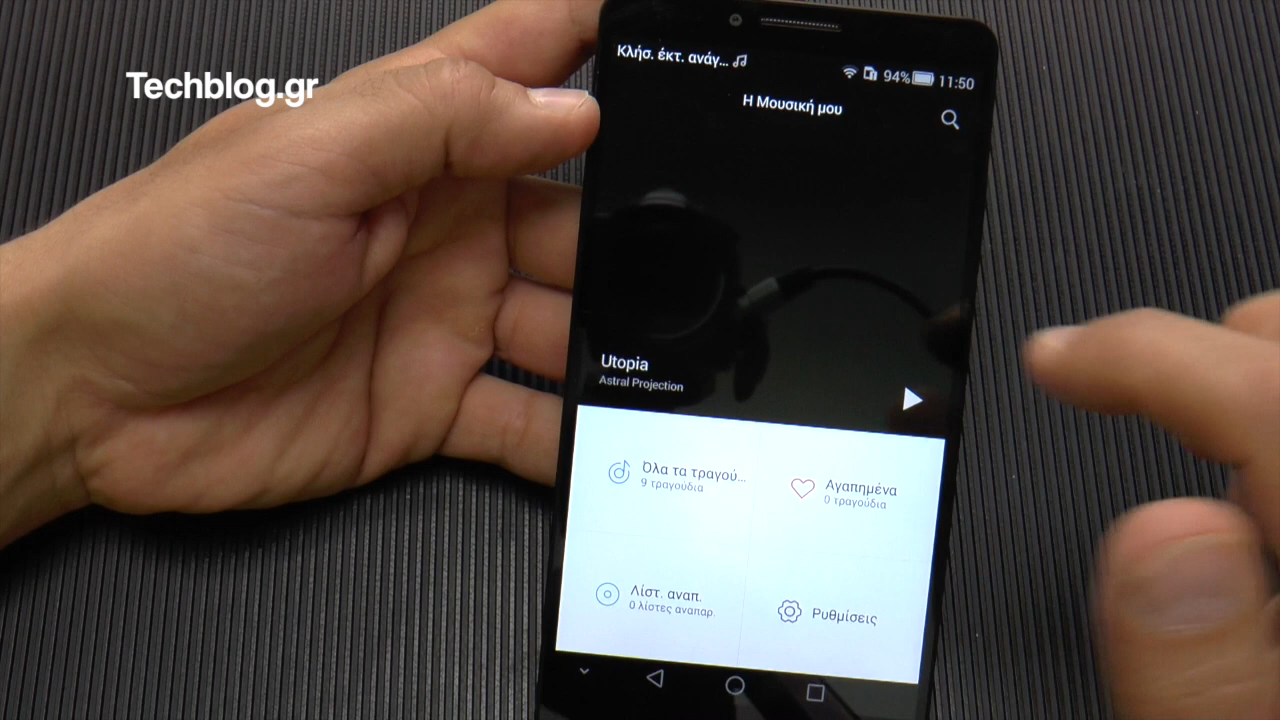 Techblog.gr
Κλήσ. έκτ. ανάγ...
94% 11:50
Η Μουσική μου
Utopia
Astral Projection
Όλα τα τραγού...
9 τραγούδια
Αγαπημένα
0 τραγούδια
Λίστ. αναπ.
0 λίστες αναπαρ.
Ρυθμίσεις